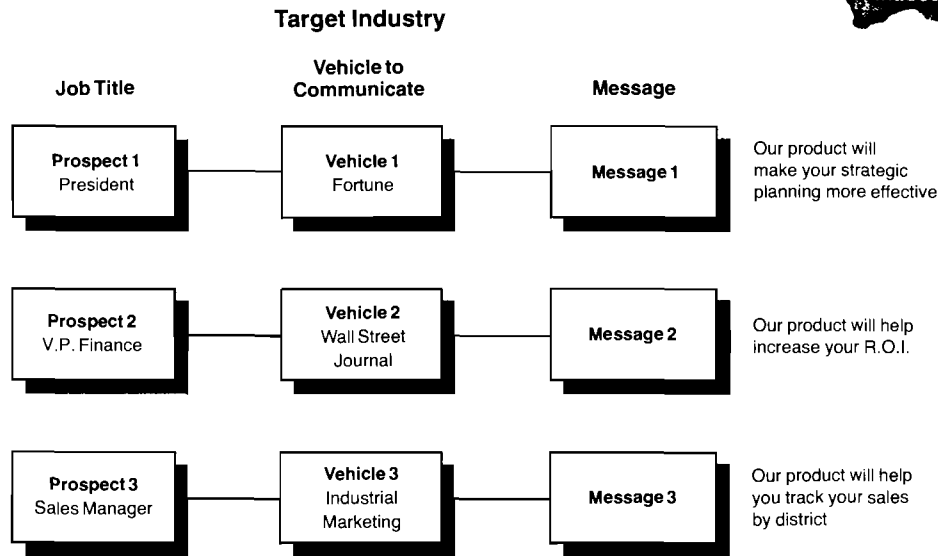 Target Industry
Job Title
Vehicle to
Communicate
Message
Prospect 1
President
Vehicle 1
Fortune
Message 1
Our product will
make your strategic
planning more effective
Prospect 2
V.P. Finance
Vehicle 2
Wall Street
Journal
Message 2
Our product will help
increase your R.O.I.
Prospect 3
Sales Manager
Vehicle 3
Industrial
Marketing
Message 3
Our product will help
you track your sales
by district